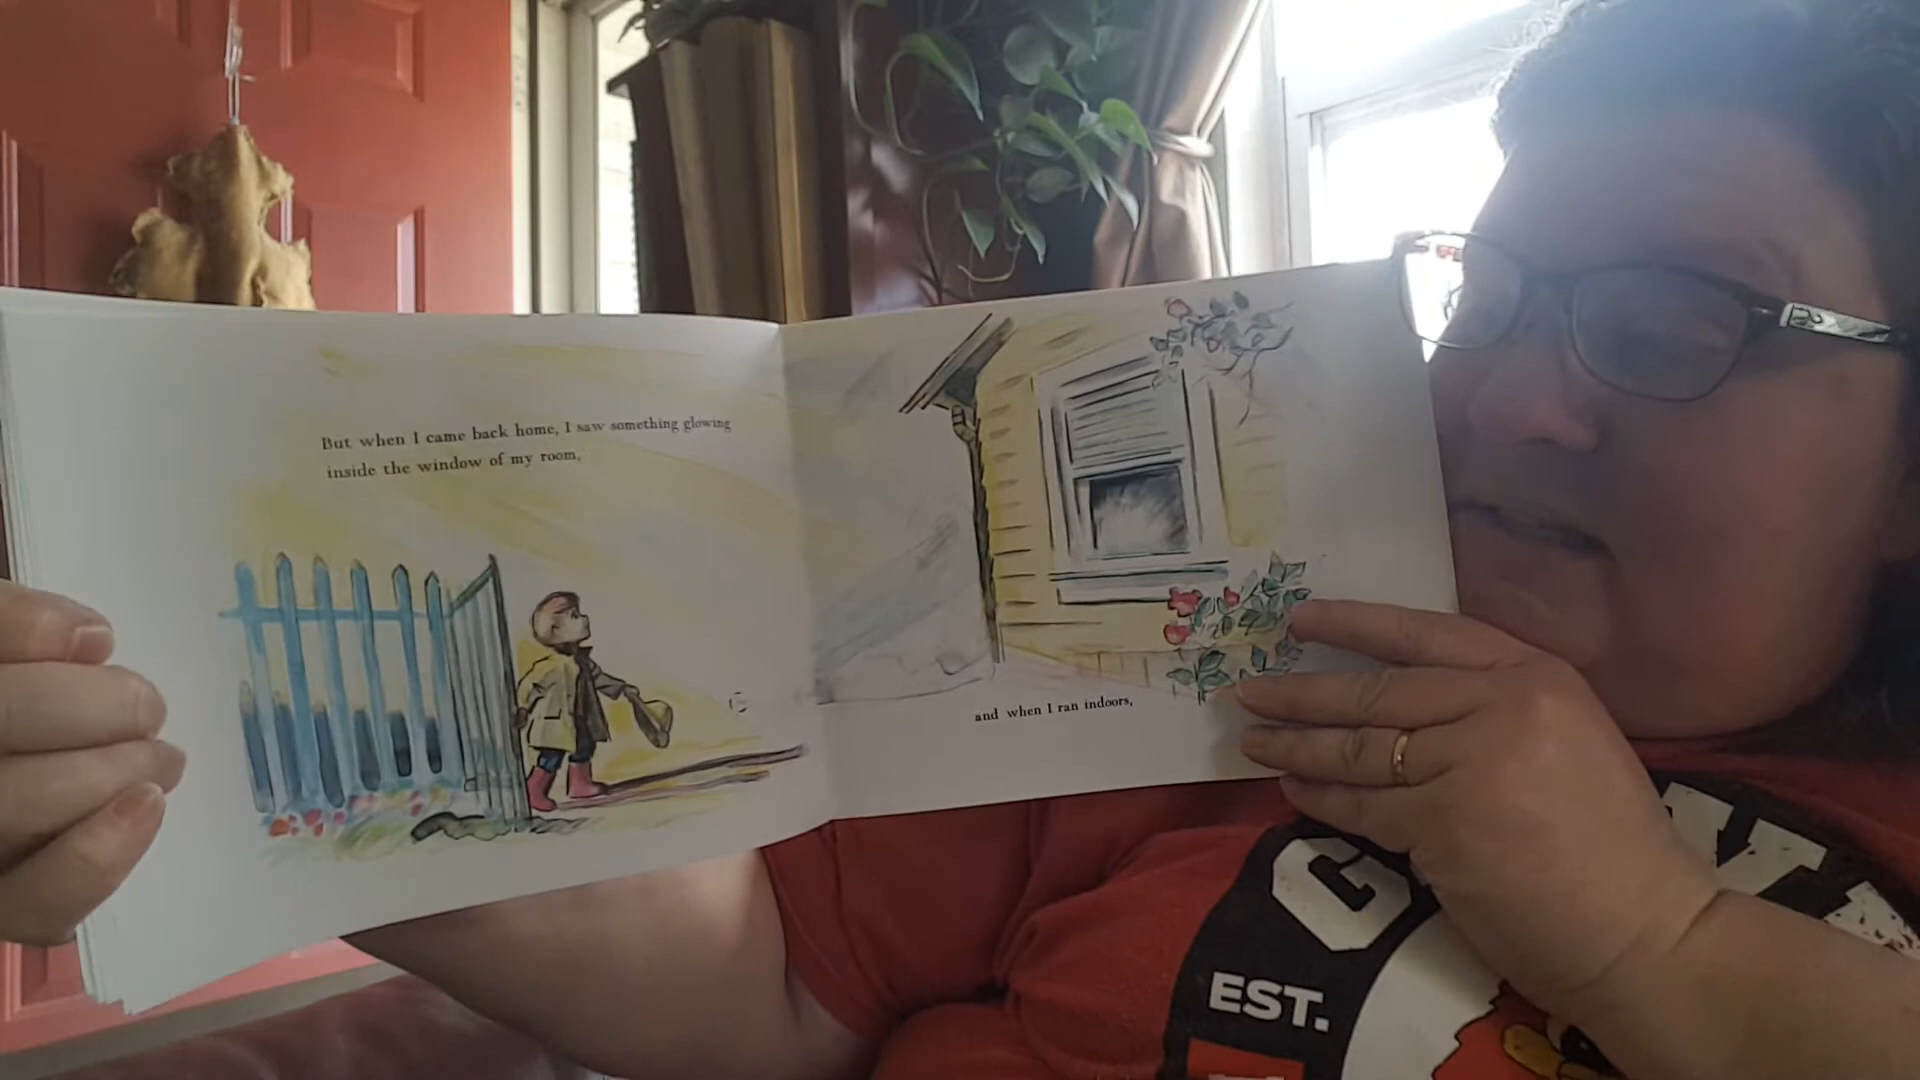 But when I came back home, I saw something glowing
inside the window of my room,
and when I ran indoors,
G
EST.